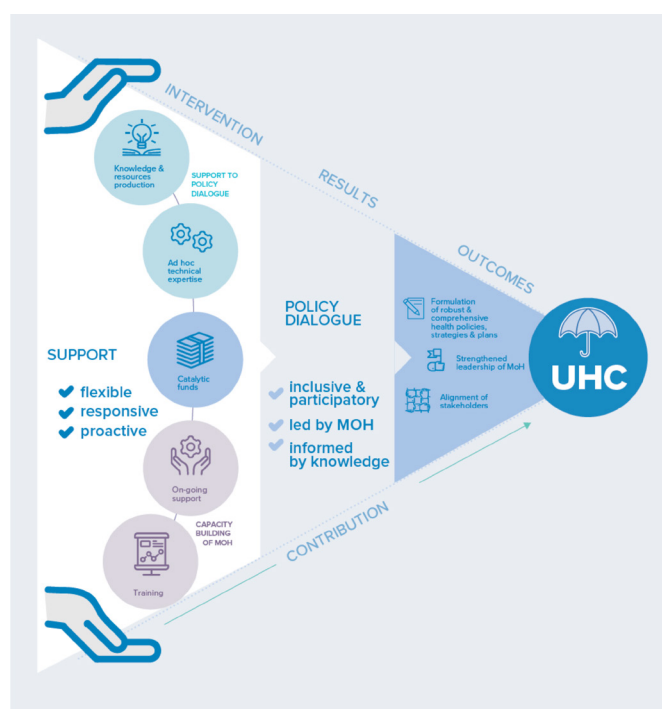 INTERVENTION
Knowledge &
resources
production
SUPPORT TO
POLICY
DIALOGUE
Ad hoc
technical
expertise
SUPPORT
flexible
responsive
proactive
Catalytic
funds
On-going
support
CAPACITY
BUILDING
OF MOH
Training
RESULTS
POLICY
DIALOGUE
inclusive &
participatory
led by MOH
informed
by knowledge
OUTCOMES
Formulation
of robust &
comprehensive
health policies,
strategies & plans
Strengthened
leadership of MoH
Alignment of
stakeholders
UHC
CONTRIBUTION